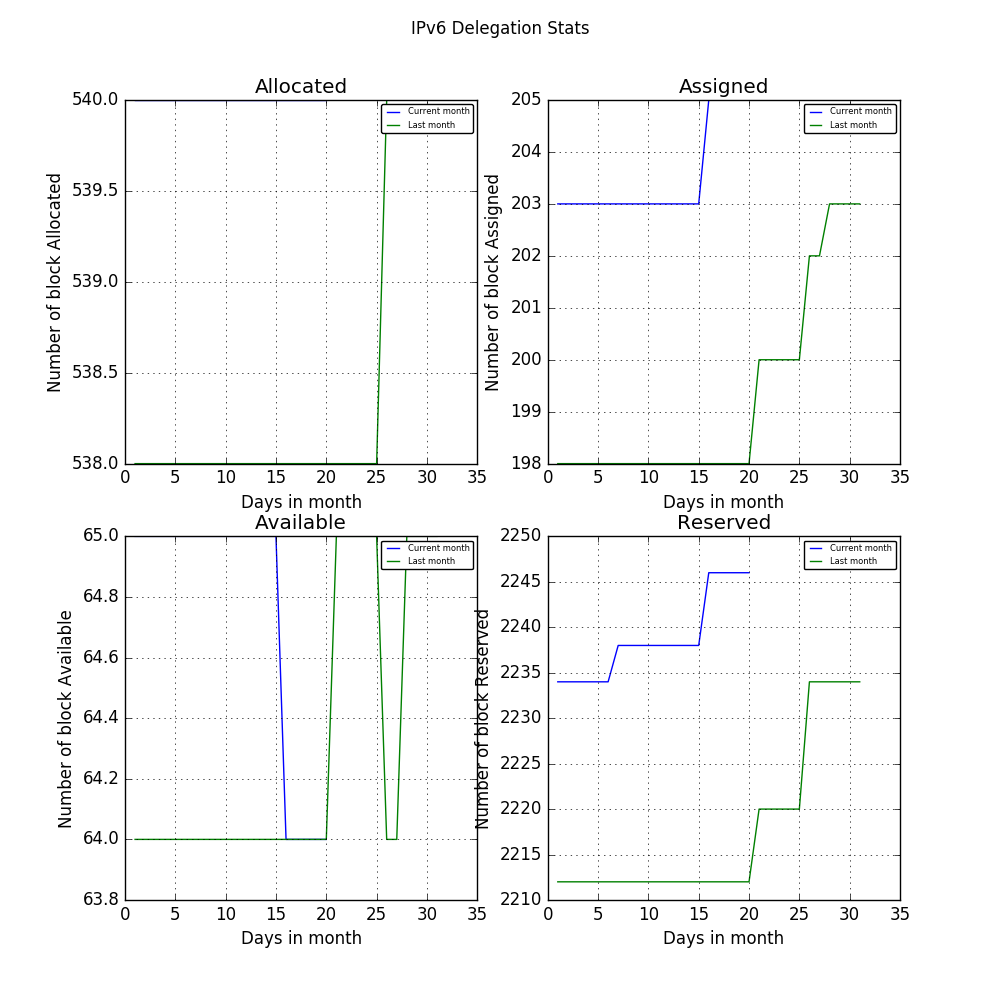 IPv6 Delegation Stats
Allocated
Number of block Allocated
540.0
539.5
539.0
538.5
538.0
0 5 10 15 20 25 30 35
Days in month
Current month
Last month
Assigned
Number of block Assigned
205
204
203
202
201
200
199
198
0 5 10 15 20 25 30 35
Days in month
Current month
Last month
Available
Number of block Available
65.0
64.8
64.6
64.4
64.2
64.0
63.8
0 5 10 15 20 25 30 35
Days in month
Current month
Last month
Reserved
Number of block Reserved
2250
2245
2240
2235
2230
2225
2220
2215
2210
0 5 10 15 20 25 30 35
Days in month
Current month
Last month